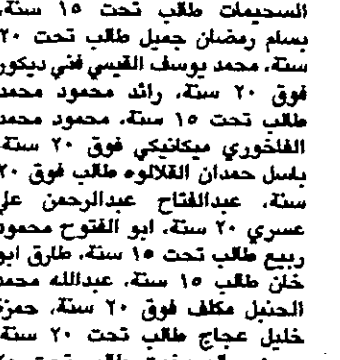 السحيمات طالب تحت ١٥ سنة،
بسام رمضان جميل طالب تحت ٢٠
سنة، محمد يوسف القيسي فني ديكور
فوق ٢٠ سنة، رائد محمود محمد
طالب تحت ١٥ سنة، محمود محمد
الفاخوري ميكانيكي فوق ٢٠ سنة،
باسل حمدان القلالوه طالب فوق ٢٠
سنة، عبدالفتاح عبدالرحمن علي
عسري ٢٠ سنة، ابو الفتوح محمود
ربيع طالب تحت ١٥ سنة، طارق ابو
خان طالب ١٥ سنة، عبدالله محمد
الحنبل مكلف فوق ٢٠ سنة، حمزة
خليل عجاج طالب تحت ٢٠ سنة،